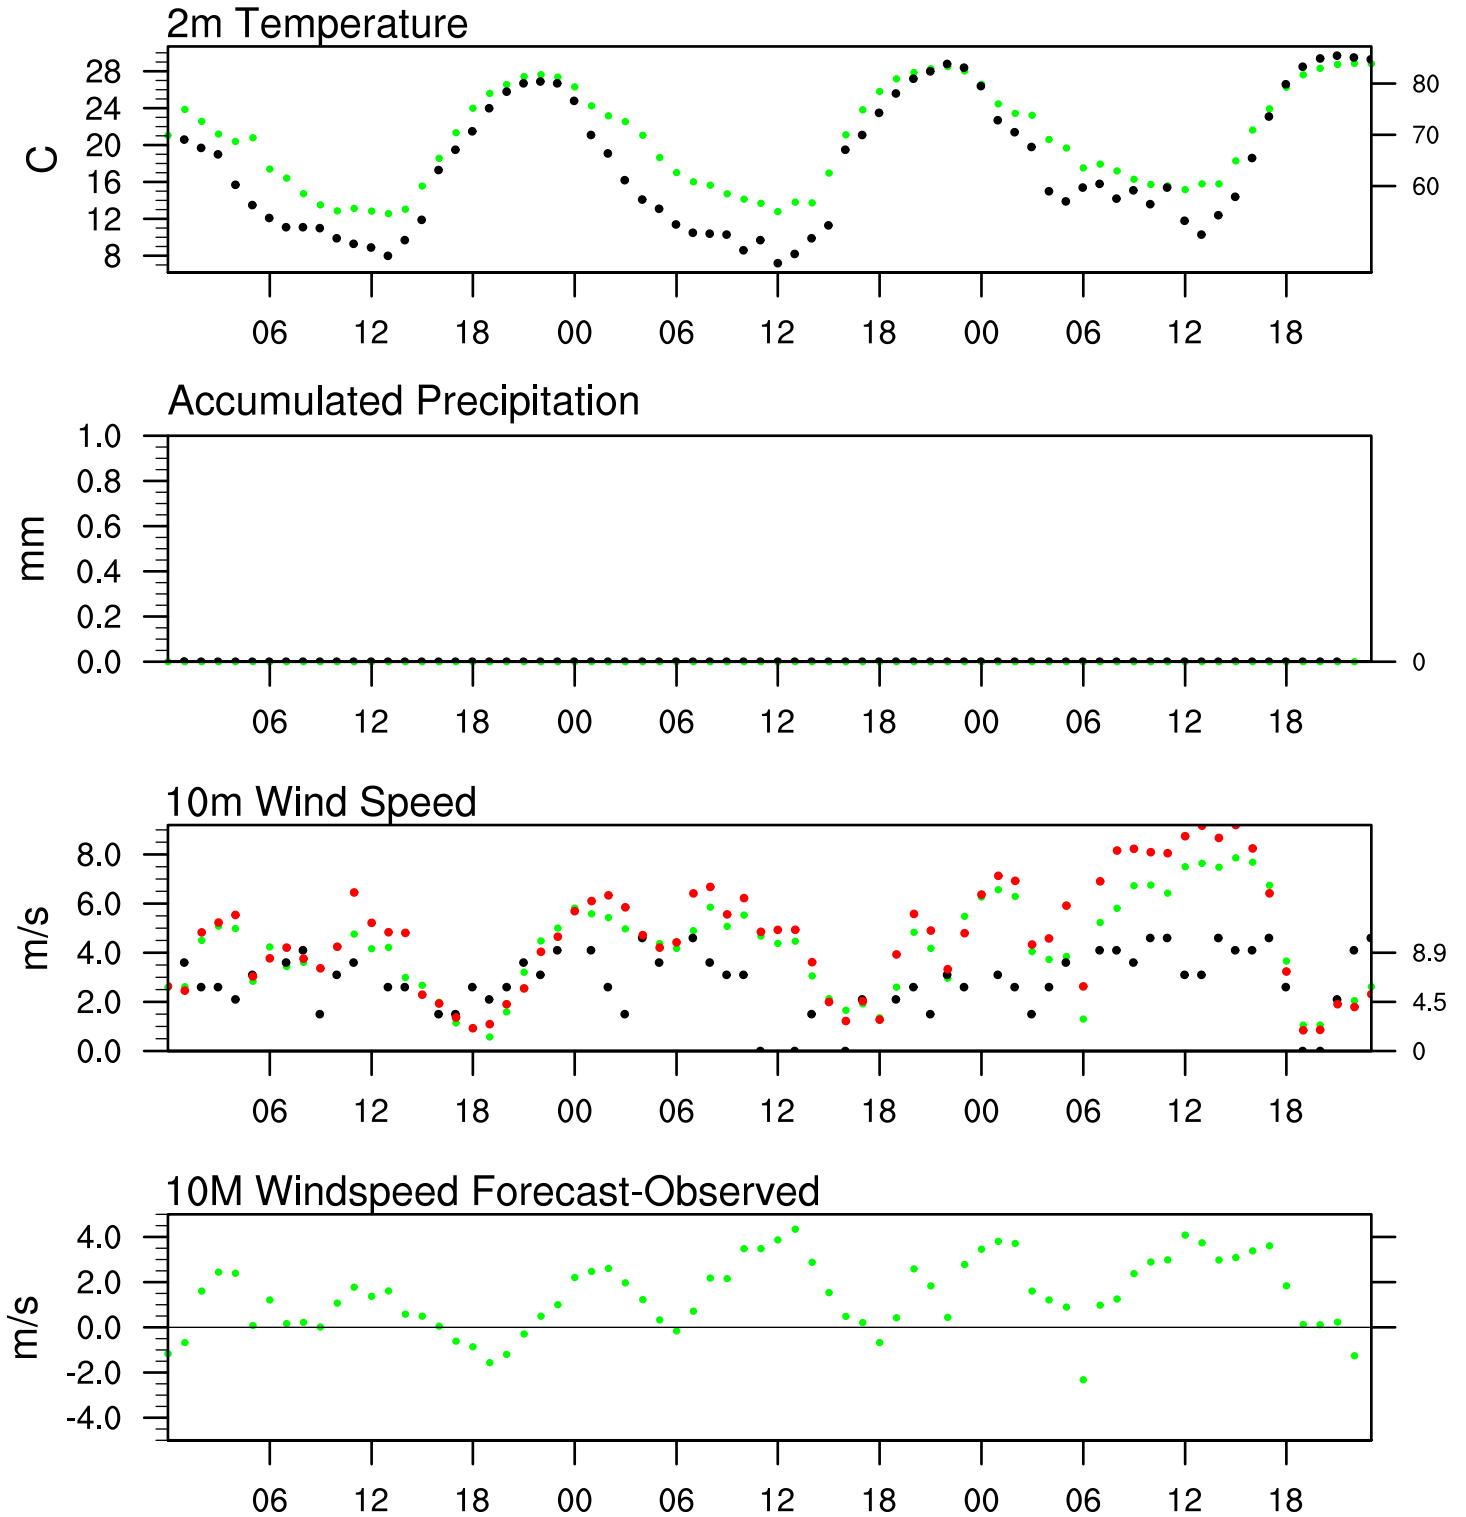 2m Temperature
28
24
20
16
12
8
C
80
70
60
06 12 18 00 06 12 18 00 06 12 18
Accumulated Precipitation
1.0
0.8
0.6
0.4
0.2
0.0
mm
0
06 12 18 00 06 12 18 00 06 12 18
10m Wind Speed
8.0
6.0
4.0
2.0
0.0
m/s
8.9
4.5
0
06 12 18 00 06 12 18 00 06 12 18
10M Windspeed Forecast-Observed
4.0
2.0
0.0
-2.0
-4.0
m/s
06 12 18 00 06 12 18 00 06 12 18